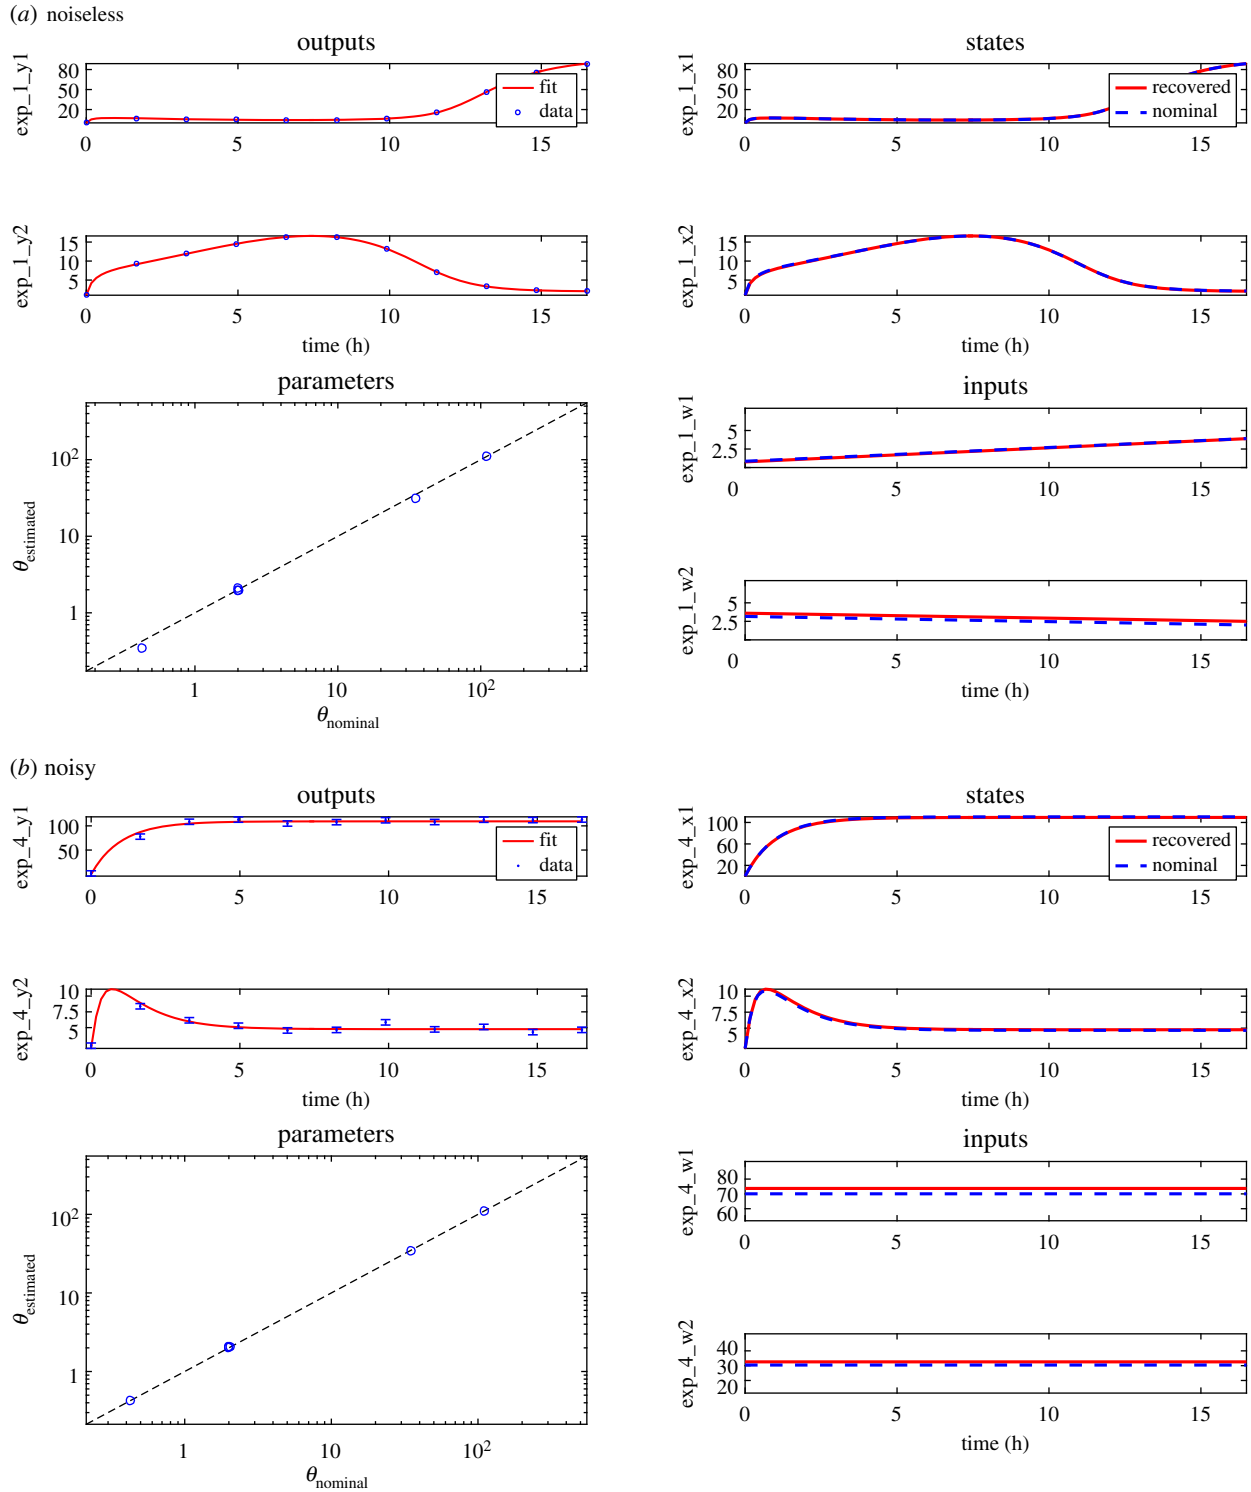 (a) noiseless
outputs
exp_1_y1
80
50
20
fit
data
0 5 10 15
exp_1_y2
15
10
5
0 5 10 15
time (h)
states
exp_1_x1
80
50
20
recovered
nominal
0 5 10 15
exp_1_x2
15
10
5
0 5 10 15
time (h)
parameters
θestimated
10²
10
1
1 10 10²
θnominal
inputs
exp_1_w1
5
2.5
0 5 10 15
exp_1_w2
5
2.5
0 5 10 15
time (h)
(b) noisy
outputs
exp_4_y1
100
50
fit
data
0 5 10 15
exp_4_y2
10
7.5
5
0 5 10 15
time (h)
states
exp_4_x1
100
60
20
recovered
nominal
0 5 10 15
exp_4_x2
10
7.5
5
0 5 10 15
time (h)
parameters
θestimated
10²
10
1
1 10 10²
θnominal
inputs
exp_4_w1
80
70
60
0 5 10 15
exp_4_w2
40
30
20
0 5 10 15
time (h)